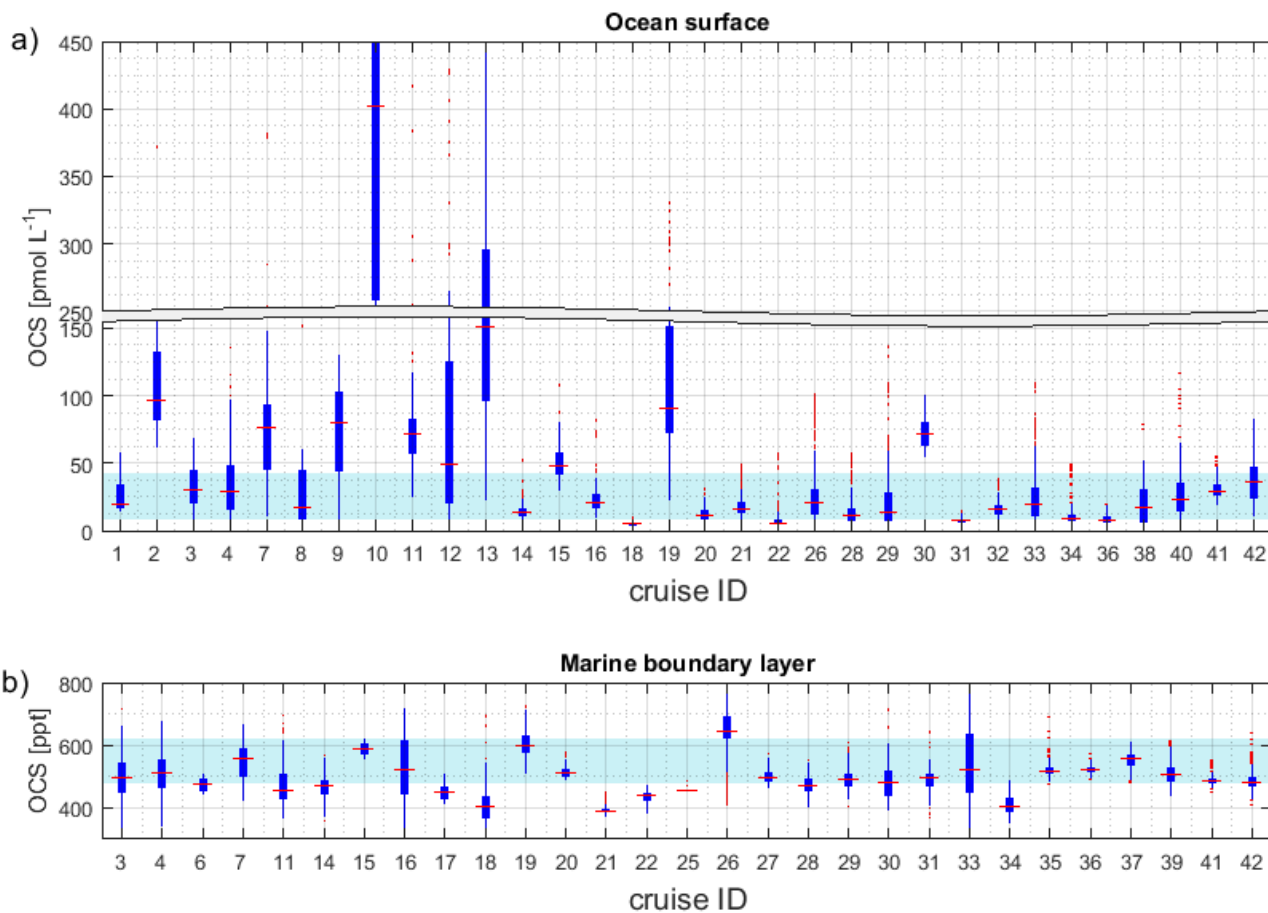 Ocean surface
a)
450
400
350
300
250
150
100
50
0
OCS [pmol L⁻¹]
1 2 3 4 7 8 9 10 11 12 13 14 15 16 18 19 20 21 22 26 28 29 30 31 32 33 34 36 38 40 41 42
cruise ID
Marine boundary layer
b)
800
600
400
OCS [ppt]
3 4 6 7 11 14 15 16 17 18 19 20 21 22 25 26 27 28 29 30 31 33 34 35 36 37 39 41 42
cruise ID